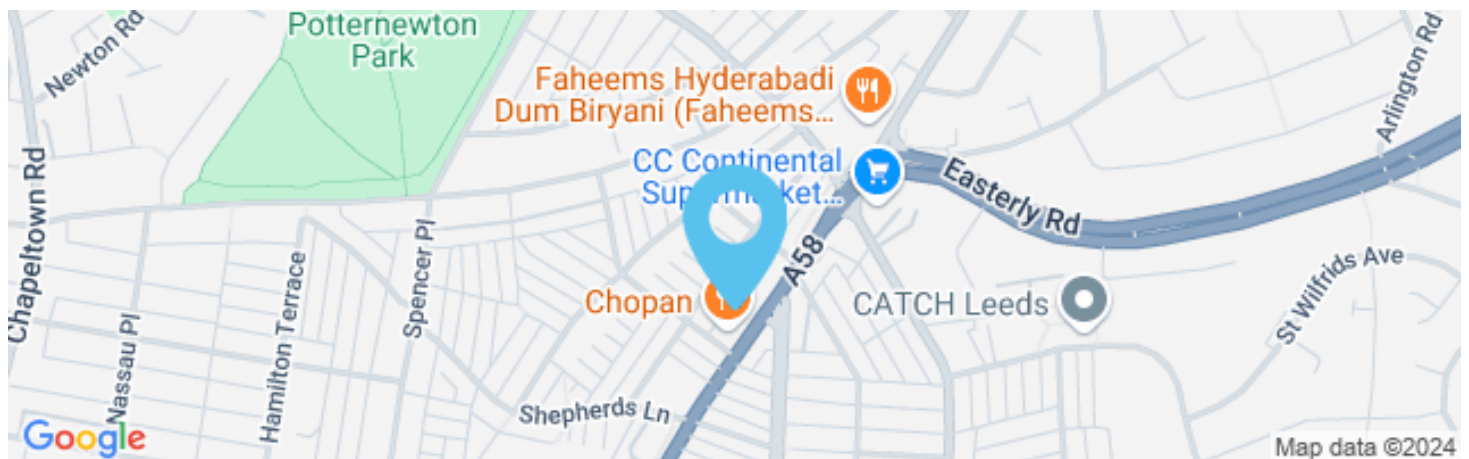 Potternewton
Park
Newton Rd
Faheems Hyderabadi
Dum Biryani (Faheems...
Arlington Rd
CC Continental
Supermarket...
Easterly Rd
Chapeltown Rd
Spencer Pl
A58
Hamilton Terrace
Nassau Pl
Chopan
CATCH Leeds
St Wilfrids Ave
Shepherds Ln
Google
Map data ©2024